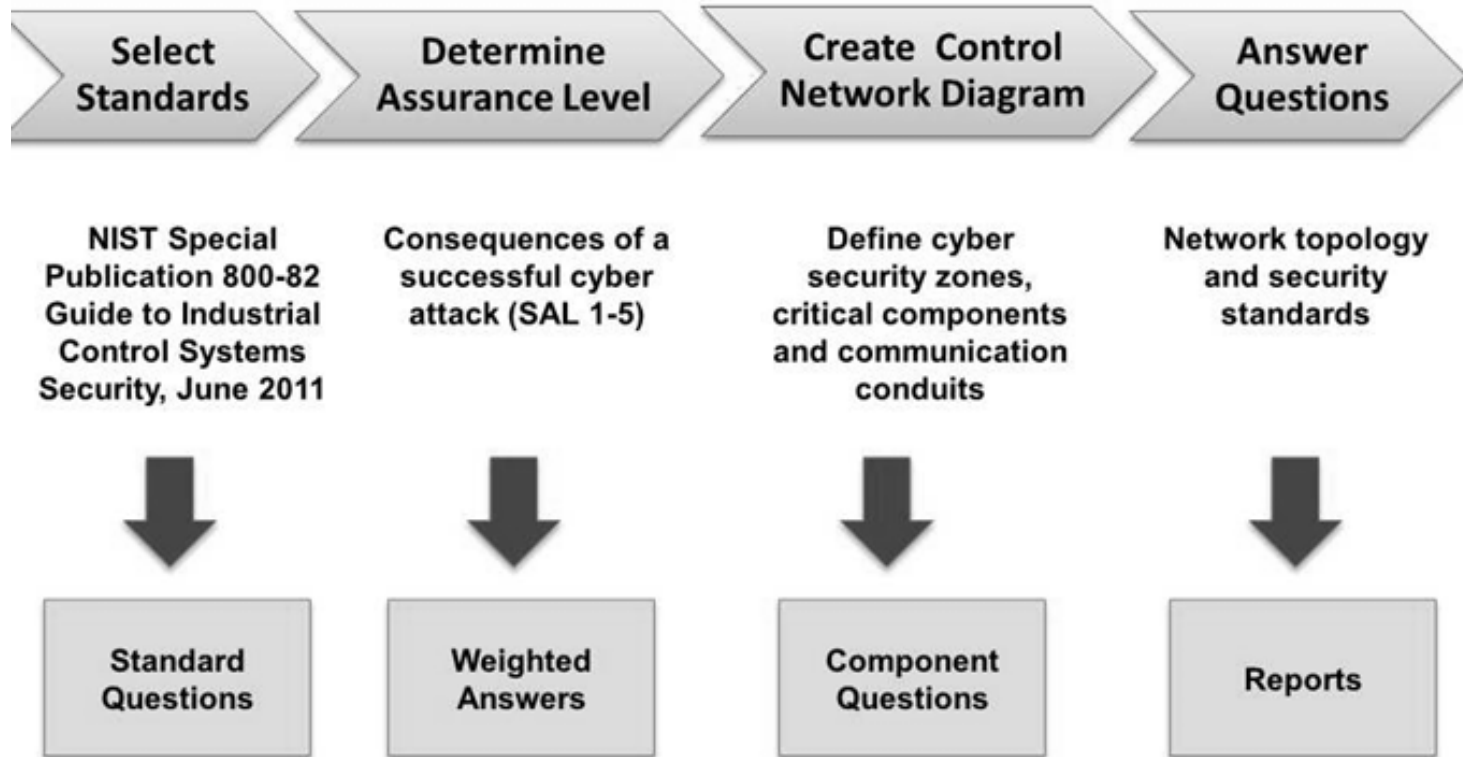 Select
Standards
Determine
Assurance Level
Create Control
Network Diagram
Answer
Questions
NIST Special
Publication 800-82
Guide to Industrial
Control Systems
Security, June 2011
Consequences of a
successful cyber
attack (SAL 1-5)
Define cyber
security zones,
critical components
and communication
conduits
Network topology
and security
standards
Standard
Questions
Weighted
Answers
Component
Questions
Reports